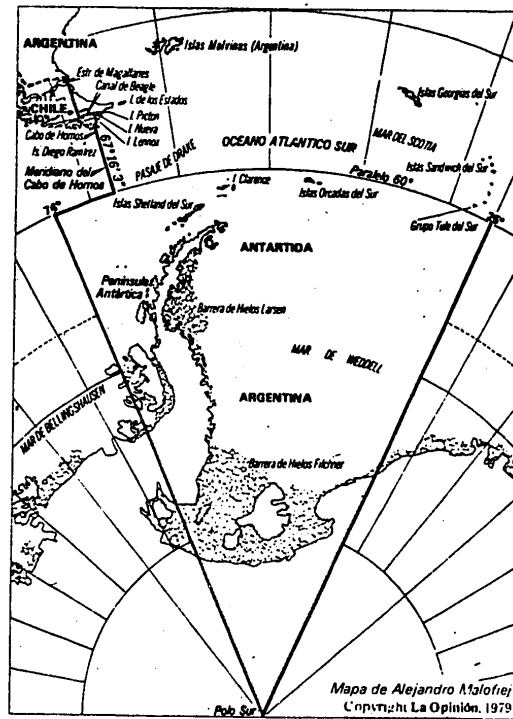 ARGENTINA
Islas Malvinas (Argentina)
Estr. de Magallanes
Canal de Beagle
I. de los Estados
CHILE
I. Picton
I. Nueva
I. Lennox
Cabo de Hornos
Is. Diego Ramirez
Meridiano del
Cabo de Hornos
67° 16' 3"
PASAJE DE DRAKE
OCEANO ATLANTICO SUR
MAR DEL SCOTIA
Islas Georgias del Sur
Islas Sandwich del Sur
Paralelo 60°
74°
25°
I. Clarence
Islas Orcadas del Sur
Islas Shetland del Sur
Grupo Tule del Sur
ANTARTIDA
Península
Antártica
Barrera de Hielos Larsen
MAR DE WEDDELL
ARGENTINA
MAR DE BELLINGSHAUSEN
Barrera de Hielos Filchner
Polo Sur
Mapa de Alejandro Malofiej
Copyright La Opinión, 1979